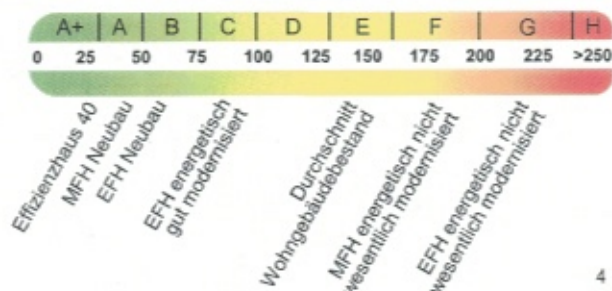 A+ A B C D E F G H
0 25 50 75 100 125 150 175 200 225 >250
Effizienzhaus 40
MFH Neubau
EFH Neubau
EFH energetisch
gut modernisiert
Durchschnitt
Wohngebäudebestand
MFH energetisch nicht
wesentlich modernisiert
EFH energetisch nicht
wesentlich modernisiert
4